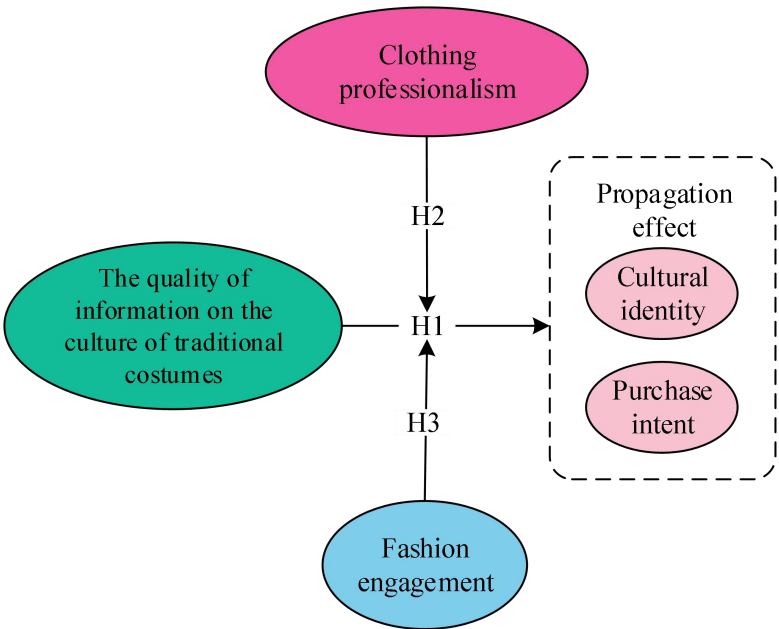 Clothing
professionalism
H2
Propagation
effect
Cultural
identity
The quality of
information on the
culture of traditional
costumes
H1
Purchase
intent
H3
Fashion
engagement